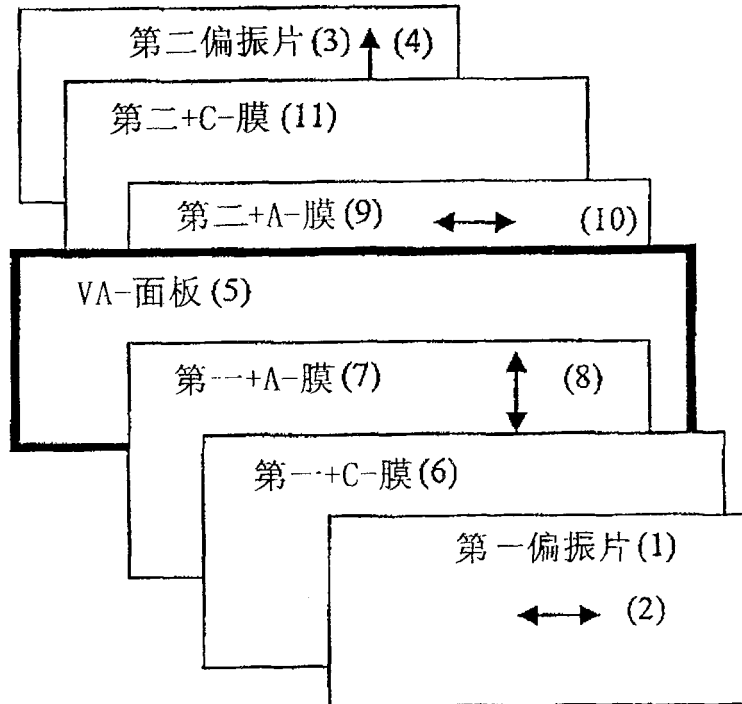 第二偏振片(3) (4)
第二+C-膜(11)
第二+A-膜(9) (10)
VA-面板(5)
第一+A-膜(7) (8)
第一+C-膜(6)
第一偏振片(1)
(2)